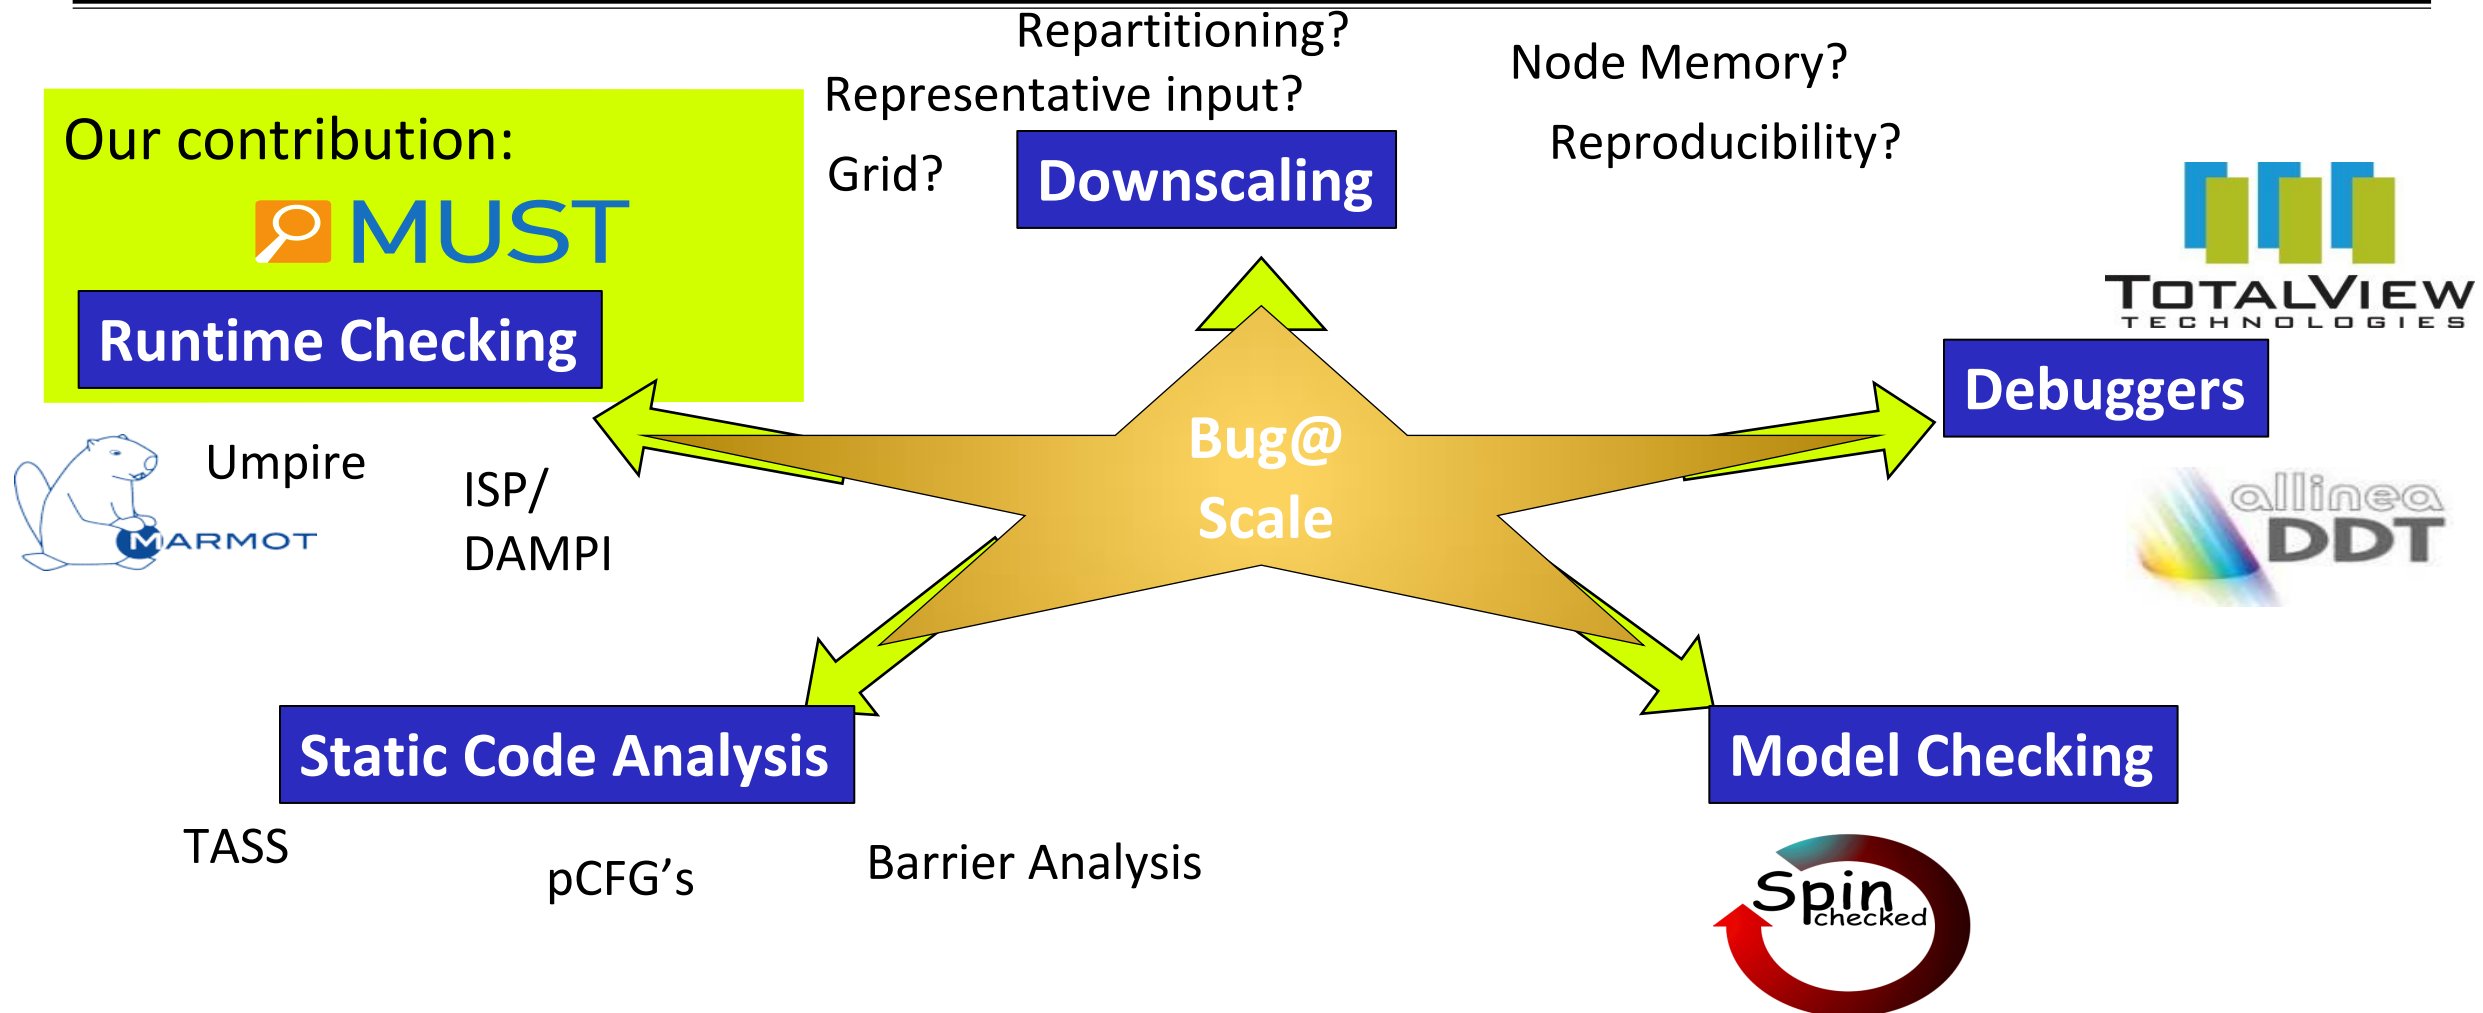 Repartitioning?
Node Memory?
Representative input?
Our contribution:
Reproducibility?
Grid?
Downscaling
MUST
TOTALVIEW
TECHNOLOGIES
Runtime Checking
Debuggers
Bug@
Scale
Umpire
ISP/
DAMPI
MARMOT
allinea
DDT
Static Code Analysis
Model Checking
TASS
pCFG’s
Barrier Analysis
Spin
checked